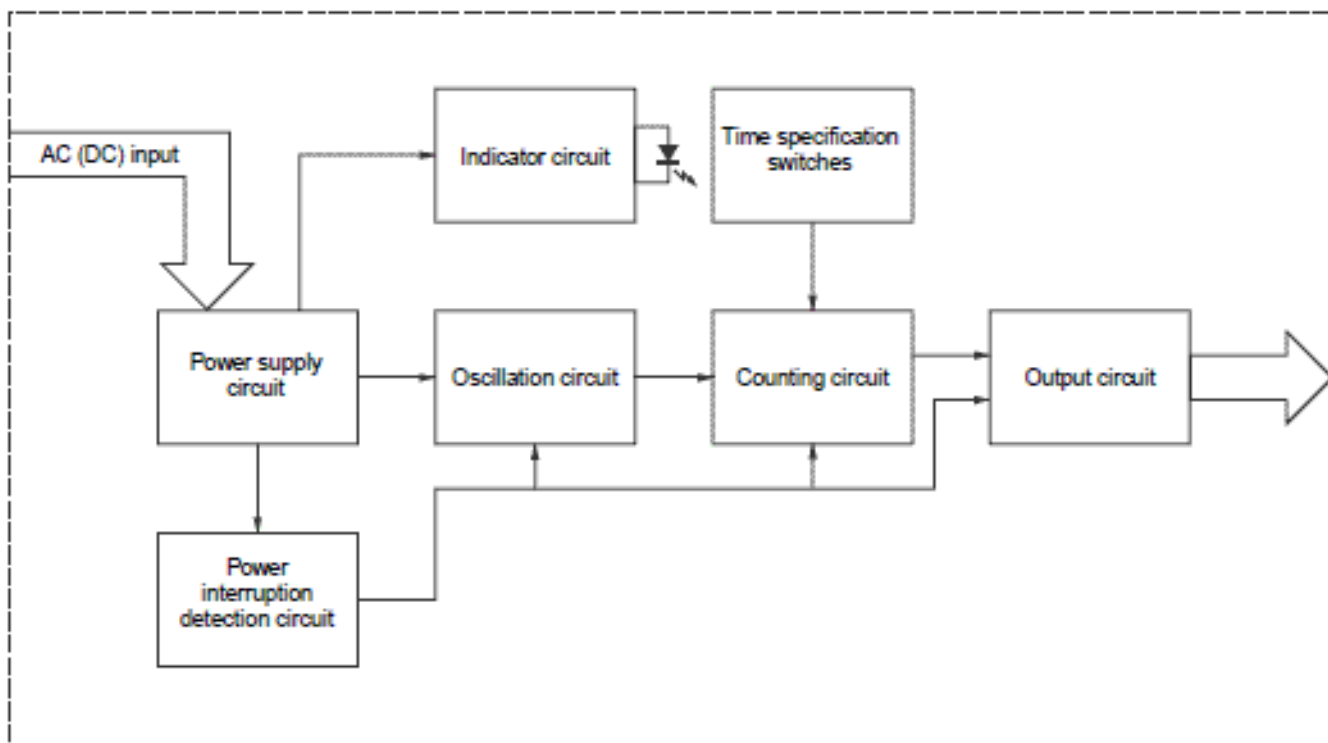 AC (DC) input
Indicator circuit
Time specification
switches
Power supply
circuit
Oscillation circuit
Counting circuit
Output circuit
Power
interruption
detection circuit